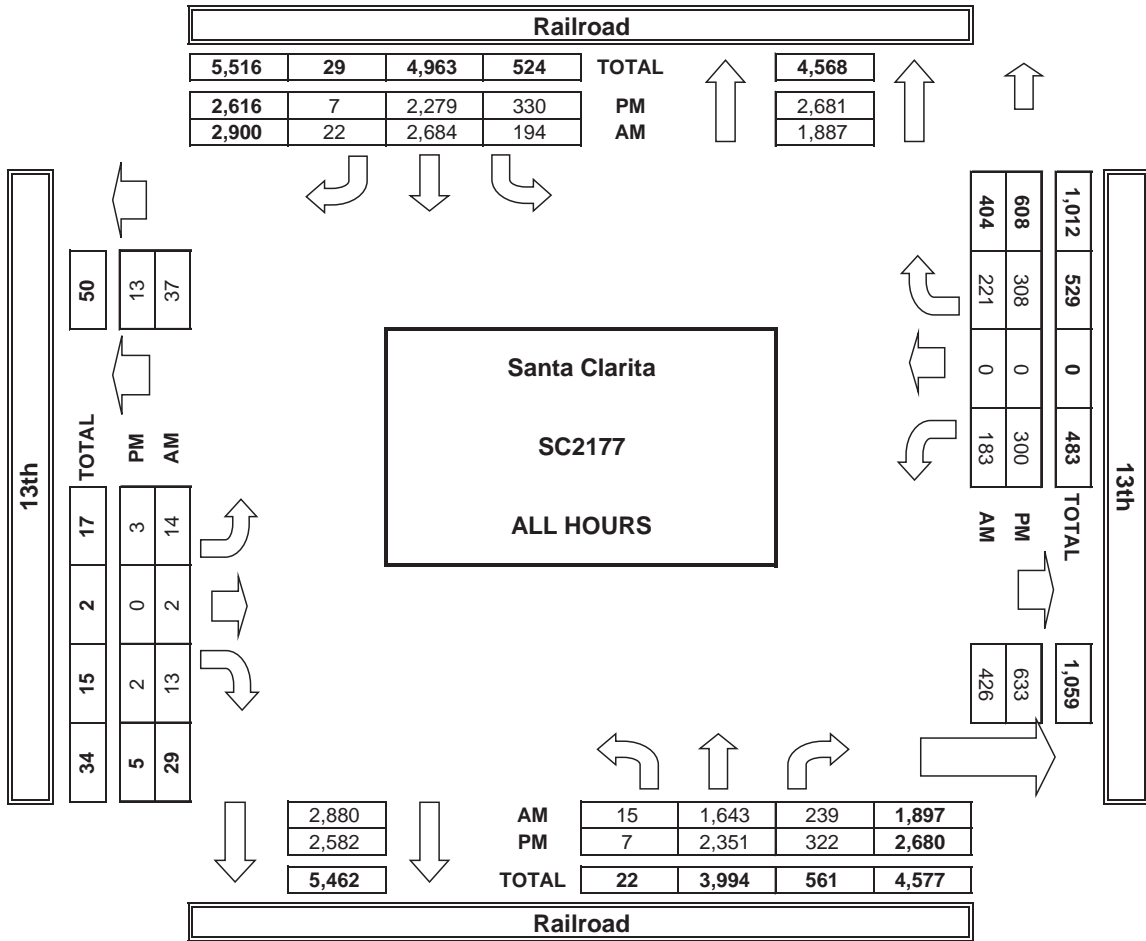 Railroad
5,516 29 4,963 524 TOTAL 4,568
2,616 7 2,279 330 PM 2,681
2,900 22 2,684 194 AM 1,887
13th
50
13 37
TOTAL PM AM
17 3 14
2 0 2
15 2 13
34 5 29
Santa Clarita
SC2177
ALL HOURS
404 608 1,012
221 308 529
0 0 0
183 300 483
AM PM TOTAL
426 633 1,059
13th
2,880 AM 15 1,643 239 1,897
2,582 PM 7 2,351 322 2,680
5,462 TOTAL 22 3,994 561 4,577
Railroad